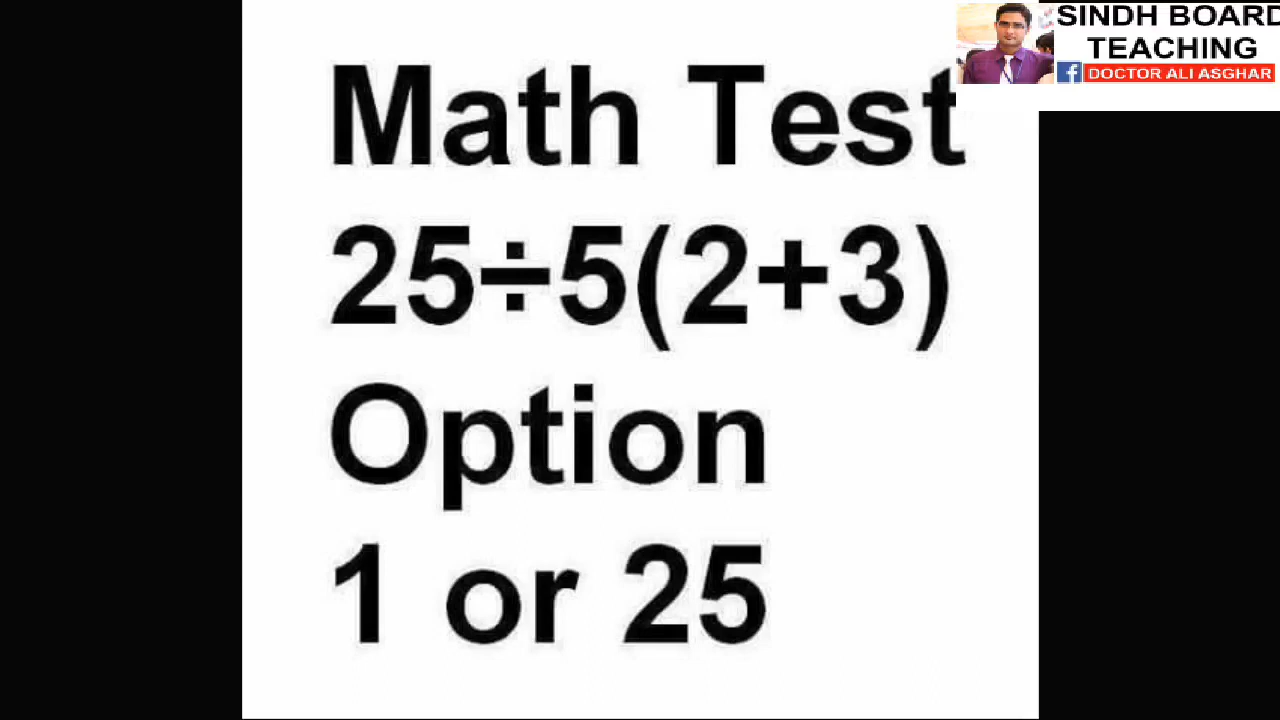 SINDH BOARD
TEACHING
DOCTOR ALI ASGHAR
Math Test
25÷5(2+3)
Option
1 or 25